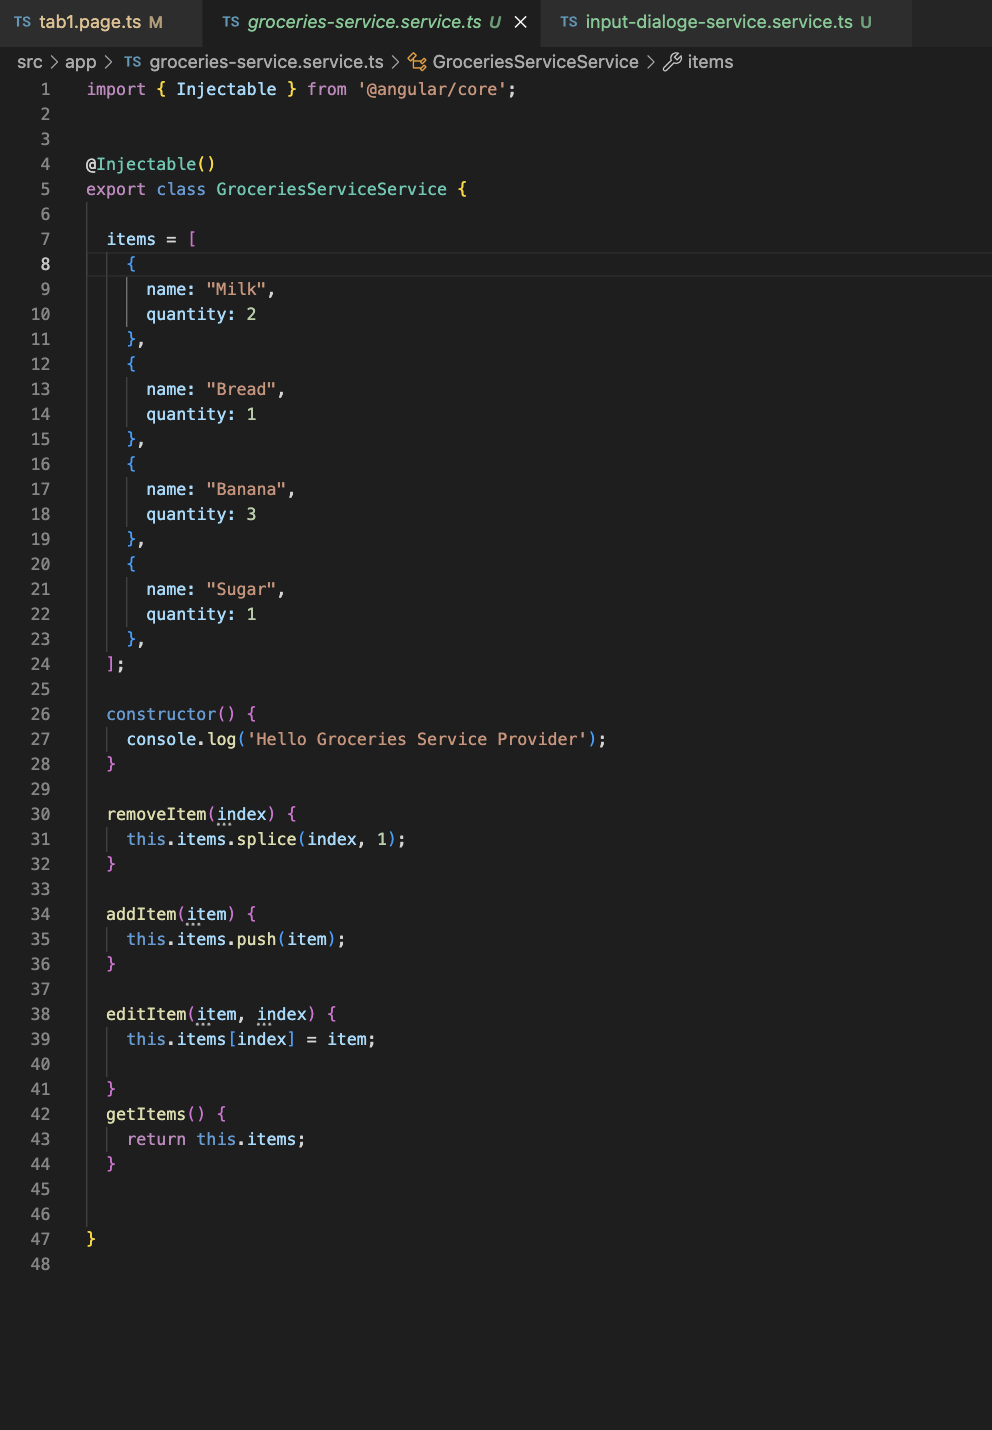 TS tab1.page.ts M TS groceries-service.service.ts U TS input-dialoge-service.service.ts U
src > app > TS groceries-service.service.ts > GroceriesServiceService > items
1 import { Injectable } from '@angular/core';
2
3
4 @Injectable()
5 export class GroceriesServiceService {
6
7 items = [
8 {
9 name: "Milk",
10 quantity: 2
11 },
12 {
13 name: "Bread",
14 quantity: 1
15 },
16 {
17 name: "Banana",
18 quantity: 3
19 },
20 {
21 name: "Sugar",
22 quantity: 1
23 },
24 ];
25
26 constructor() {
27 console.log('Hello Groceries Service Provider');
28 }
29
30 removeItem(index) {
31 this.items.splice(index, 1);
32 }
33
34 addItem(item) {
35 this.items.push(item);
36 }
37
38 editItem(item, index) {
39 this.items[index] = item;
40
41 }
42 getItems() {
43 return this.items;
44 }
45
46
47 }
48